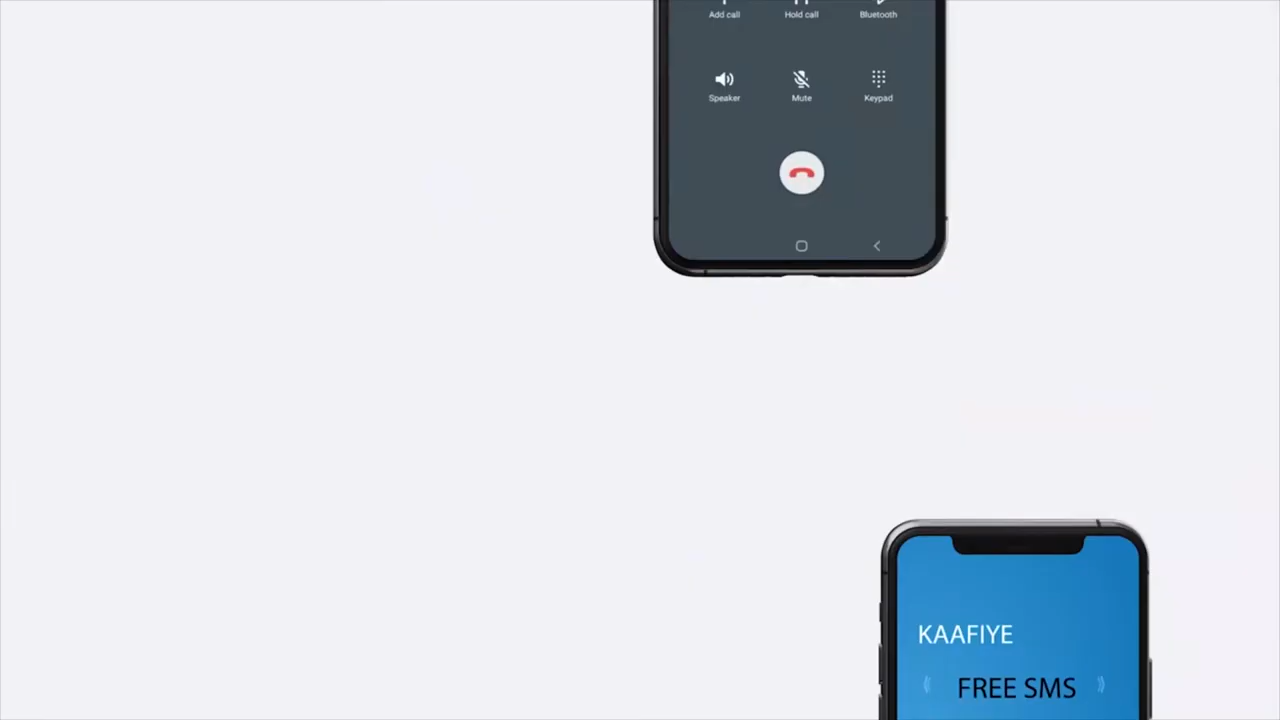 Add call Hold call Bluetooth
Speaker Mute Keypad
KAAFIYE
FREE SMS